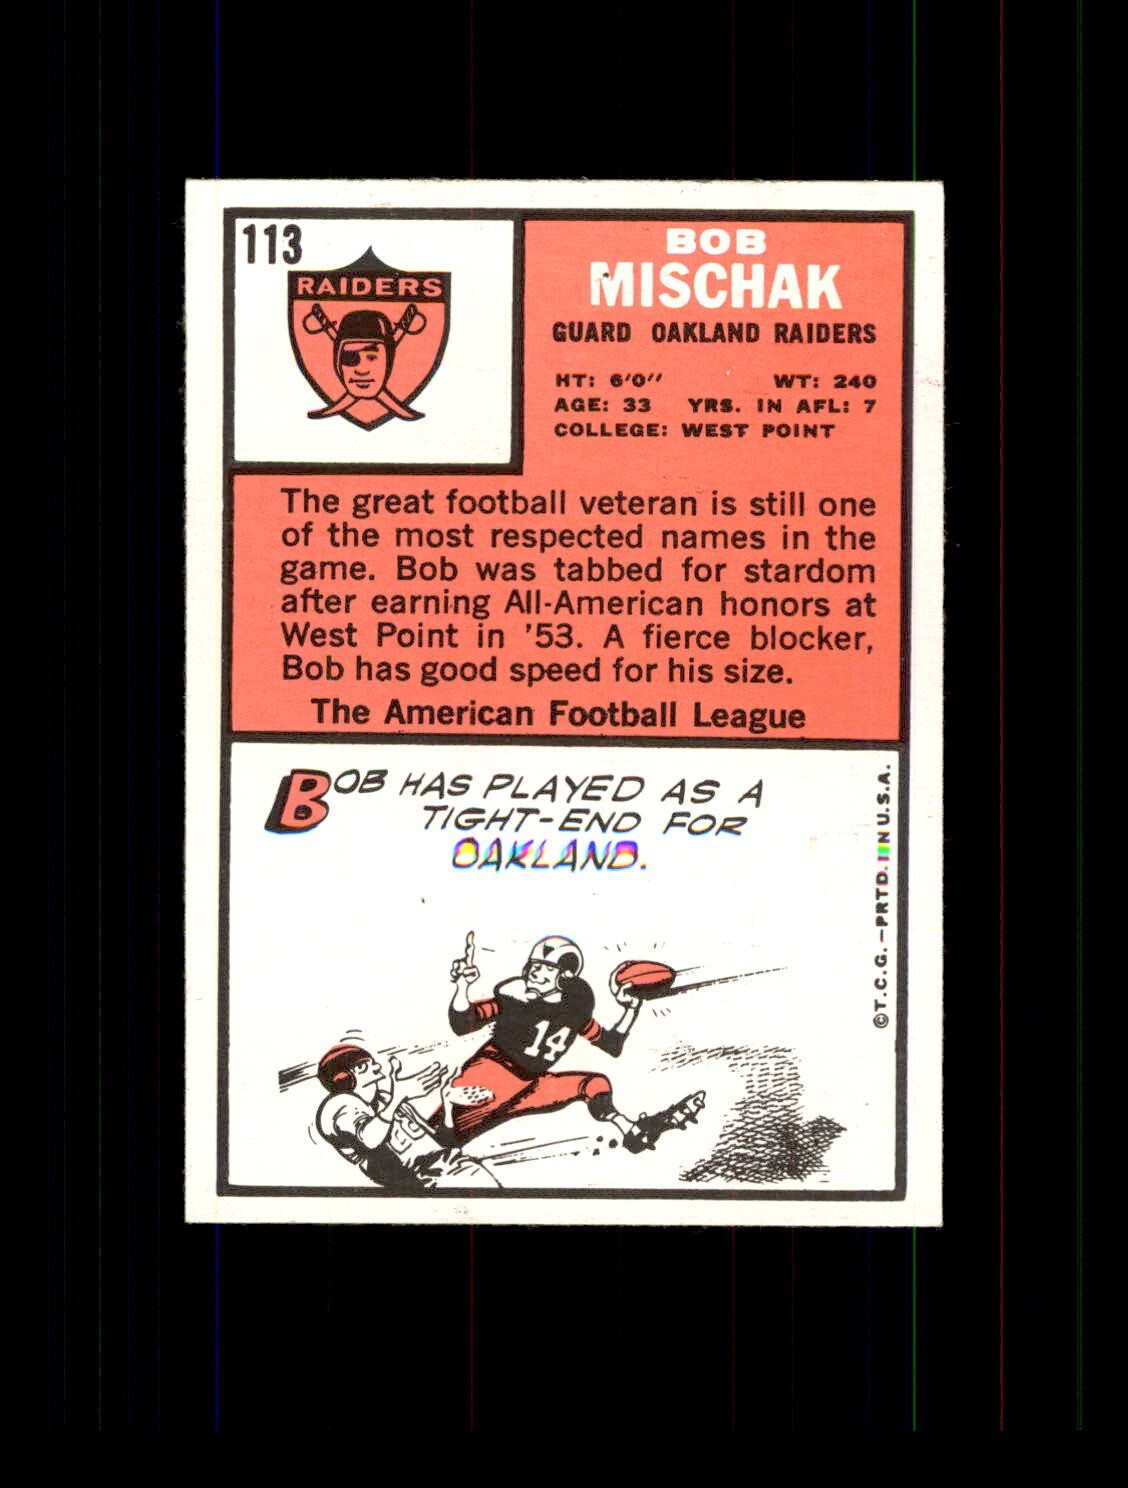 113
RAIDERS
BOB
MISCHAK
GUARD OAKLAND RAIDERS
HT: 6'0" WT: 240
AGE: 33 YRS. IN AFL: 7
COLLEGE: WEST POINT
The great football veteran is still one
of the most respected names in the
game. Bob was tabbed for stardom
after earning All-American honors at
West Point in '53. A fierce blocker,
Bob has good speed for his size.
The American Football League
BOB HAS PLAYED AS A
TIGHT-END FOR
OAKLAND.
14
©T.C.G.-PRTD. IN U.S.A.